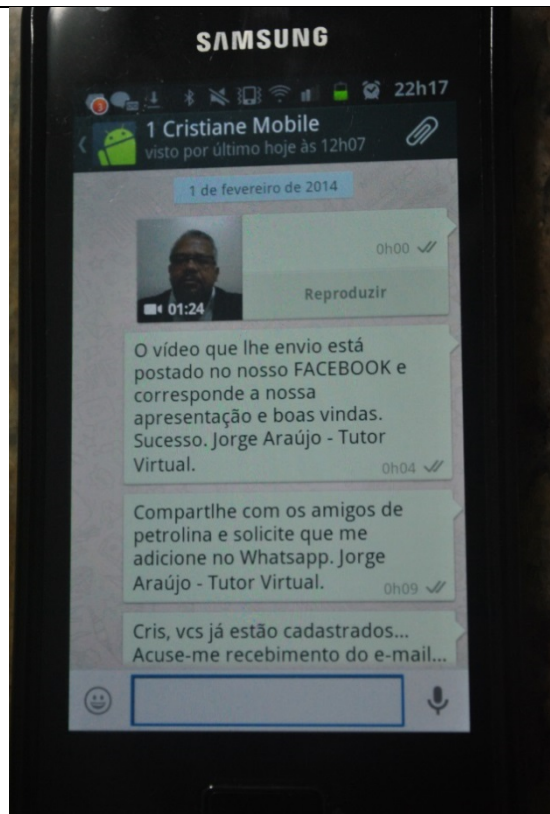 SAMSUNG
22h17
1 Cristiane Mobile
visto por último hoje às 12h07
1 de fevereiro de 2014
0h00
01:24
Reproduzir
O vídeo que lhe envio está
postado no nosso FACEBOOK e
corresponde a nossa
apresentação e boas vindas.
Sucesso. Jorge Araújo - Tutor
Virtual.
0h04
Compartlhe com os amigos de
petrolina e solicite que me
adicione no Whatsapp. Jorge
Araújo - Tutor Virtual.
0h09
Cris, vcs já estão cadastrados...
Acuse-me recebimento do e-mail...